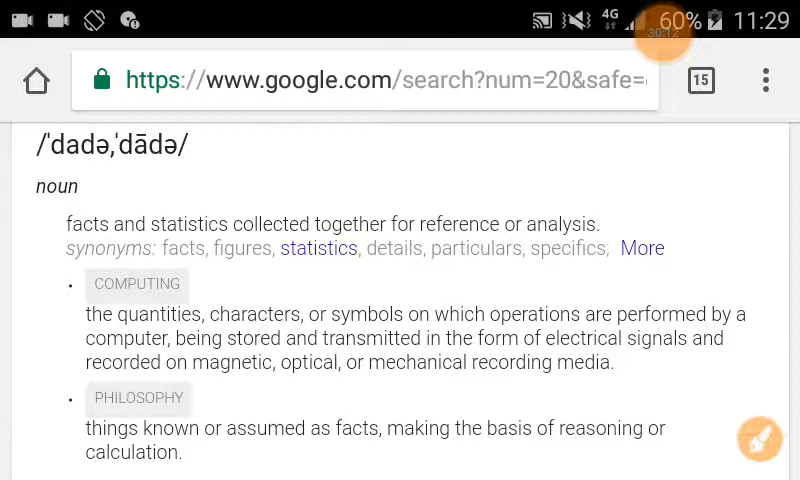 4G 60% 11:29
30:12
https://www.google.com/search?num=20&safe= 15
/ˈdadə,ˈdādə/
noun
facts and statistics collected together for reference or analysis.
synonyms: facts, figures, statistics, details, particulars, specifics; More
• COMPUTING
the quantities, characters, or symbols on which operations are performed by a
computer, being stored and transmitted in the form of electrical signals and
recorded on magnetic, optical, or mechanical recording media.
• PHILOSOPHY
things known or assumed as facts, making the basis of reasoning or
calculation.